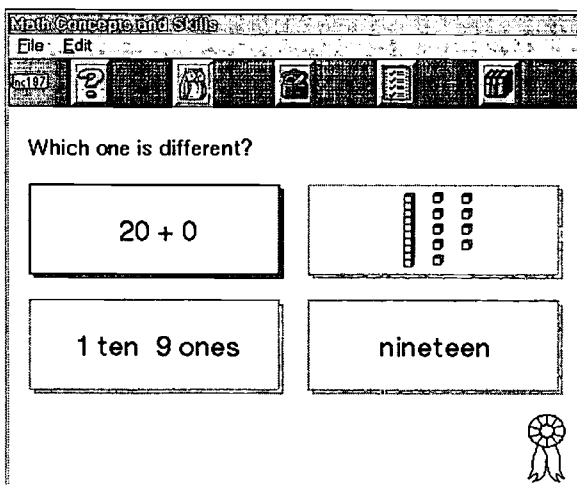 Math Concepts and Skills
File Edit
Which one is different?
20 + 0
1 ten 9 ones
nineteen